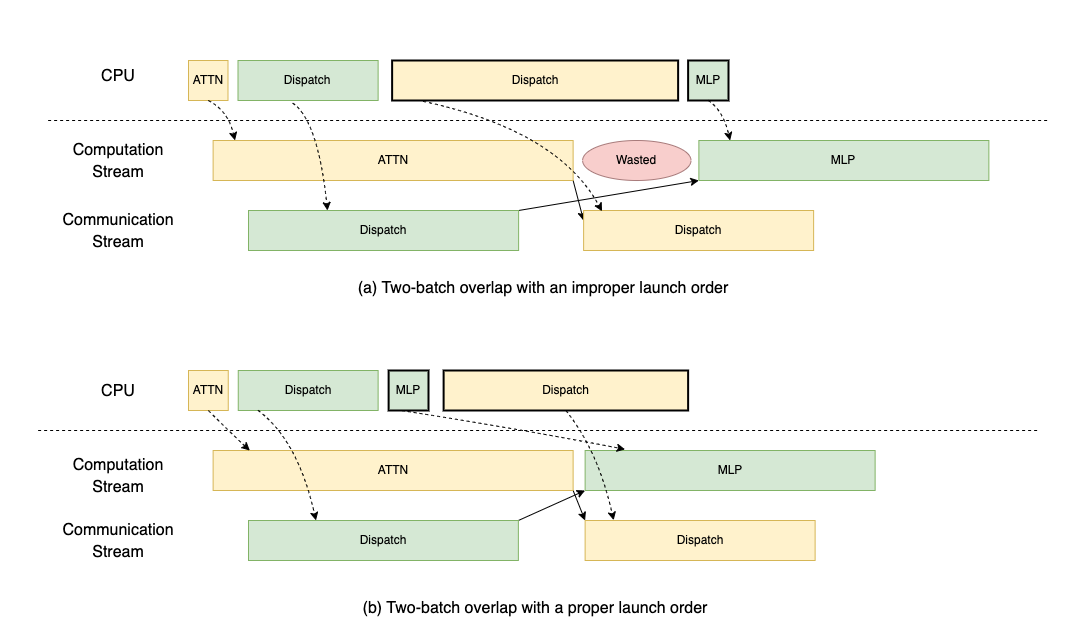 CPU
ATTN
Dispatch
Dispatch
MLP
Computation
Stream
ATTN
Wasted
MLP
Communication
Stream
Dispatch
Dispatch
(a) Two-batch overlap with an improper launch order
CPU
ATTN
Dispatch
MLP
Dispatch
Computation
Stream
ATTN
MLP
Communication
Stream
Dispatch
Dispatch
(b) Two-batch overlap with a proper launch order